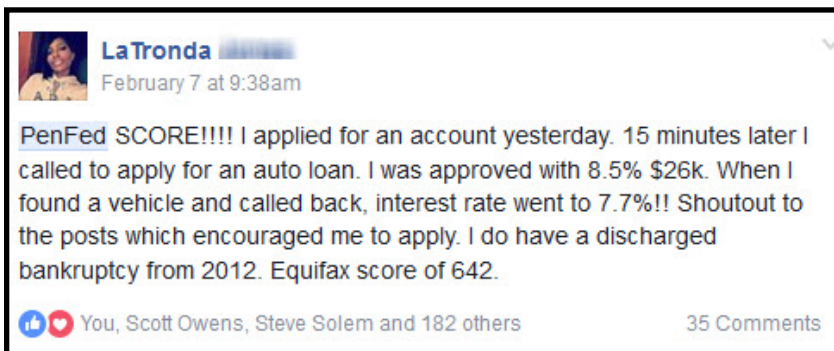 LaTronda
February 7 at 9:38am
PenFed SCORE!!!! I applied for an account yesterday. 15 minutes later I
called to apply for an auto loan. I was approved with 8.5% $26k. When I
found a vehicle and called back, interest rate went to 7.7%!! Shoutout to
the posts which encouraged me to apply. I do have a discharged
bankruptcy from 2012. Equifax score of 642.
You, Scott Owens, Steve Solem and 182 others 35 Comments